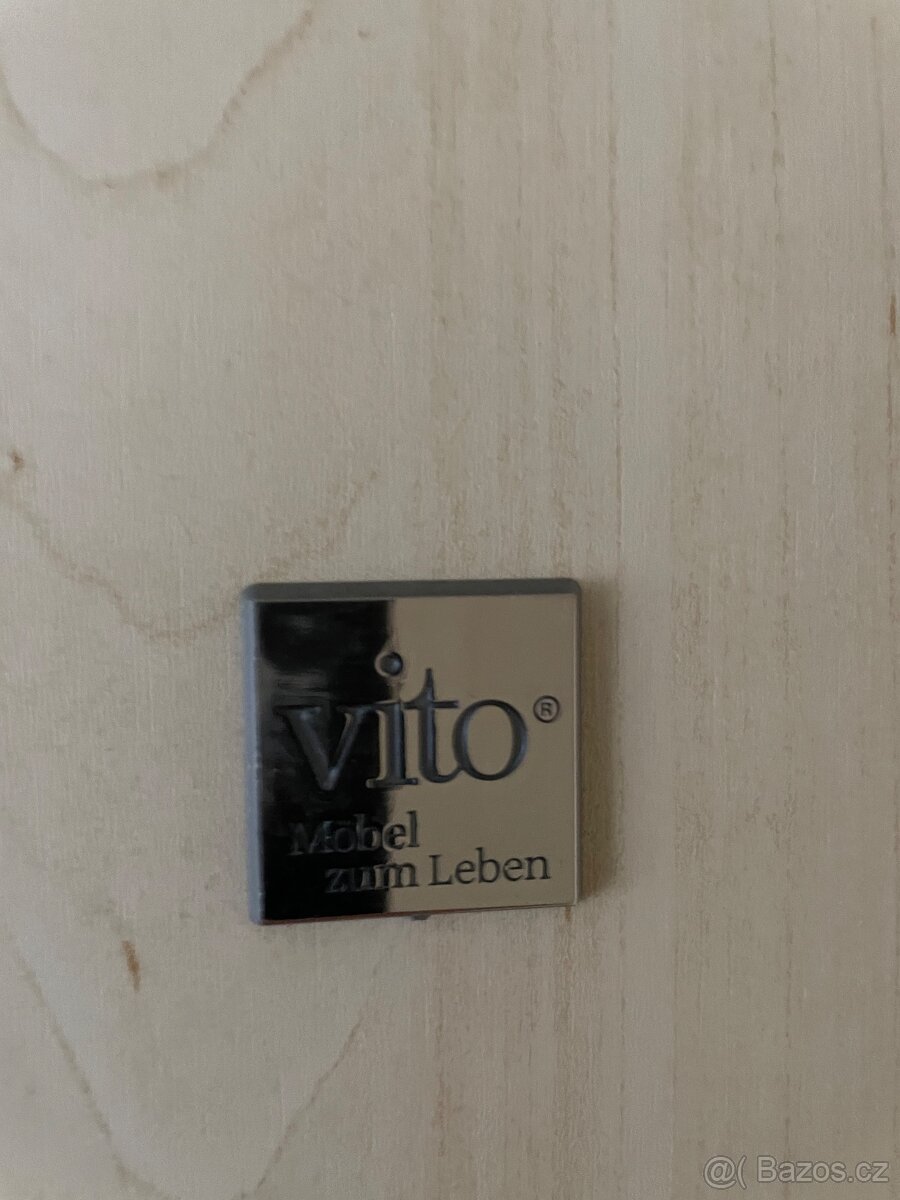 vito®
Möbel
zum Leben
@( Bazos.cz